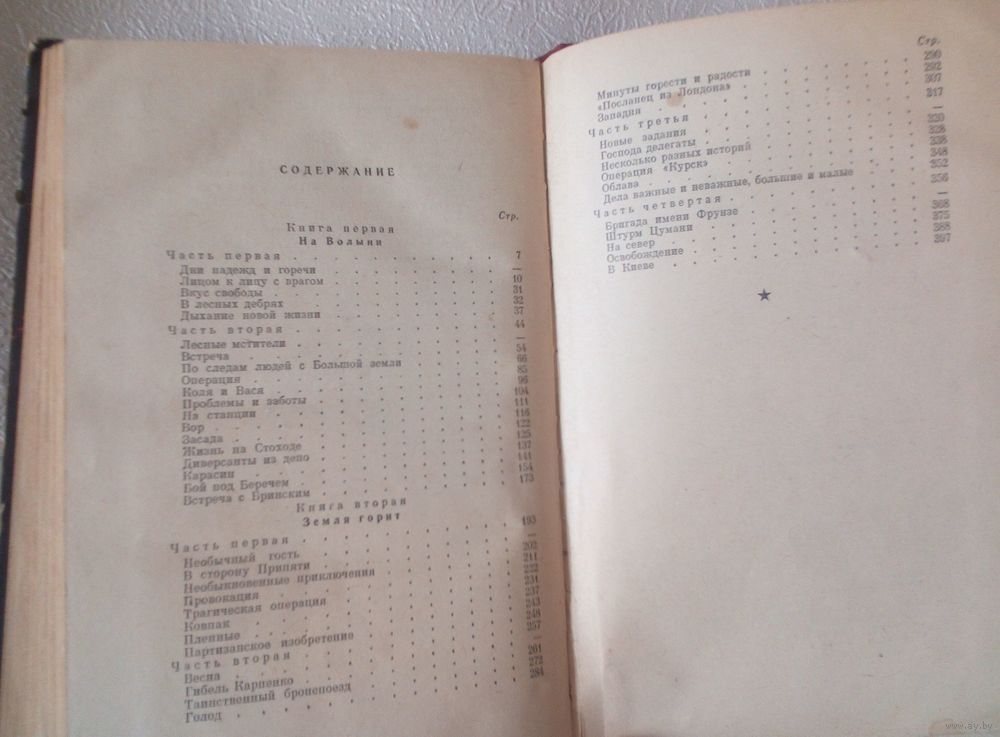 СОДЕРЖАНИЕ
Стр.
Книга первая
На Волыни
Часть первая . . . . . . . . . 7
Дни надежд и горечи . . . . . . . . —
Лицом к лицу с врагом . . . . . . . . 10
Вкус свободы . . . . . . . . . 31
В лесных дебрях . . . . . . . . 32
Дыхание новой жизни . . . . . . . . 37
Часть вторая . . . . . . . . . 44
Лесные мстители . . . . . . . . —
Встреча . . . . . . . . . 54
По следам людей с Большой земли . . . . . . 66
Операция . . . . . . . . . 85
Коля и Вася . . . . . . . . . 96
Проблемы и заботы . . . . . . . . 104
На станции . . . . . . . . . 111
Вор . . . . . . . . . 116
Засада . . . . . . . . . 122
Жизнь на Стоходе . . . . . . . . 125
Диверсанты из депо . . . . . . . . 137
Карасин . . . . . . . . . 141
Бой под Беречем . . . . . . . . 154
Встреча с Бринским . . . . . . . . 173
Книга вторая
Земля горит
Часть первая . . . . . . . . . 193
Необычный гость . . . . . . . . —
В сторону Припяти . . . . . . . . 202
Необыкновенные приключения . . . . . . 211
Провокация . . . . . . . . . 222
Трагическая операция . . . . . . . . 231
Ковпак . . . . . . . . . 237
Пленные . . . . . . . . . 243
Партизанское изобретение . . . . . . . 248
Часть вторая . . . . . . . . . 257
Весна . . . . . . . . . —
Гибель Карпенко . . . . . . . . 261
Таинственный бронепоезд . . . . . . . 272
Голод . . . . . . . . . 284
Стр.
Минуты горести и радости . . . . . . . 290
«Посланец из Лондона» . . . . . . . 292
Западня . . . . . . . . . 307
Часть третья . . . . . . . . . 317
Новые задания . . . . . . . . —
Господа делегаты . . . . . . . . 320
Несколько разных историй . . . . . . . 328
Операция «Курск» . . . . . . . . 338
Облава . . . . . . . . . 348
Дела важные и неважные, большие и малые . . . . 352
Часть четвертая . . . . . . . . 356
Бригада имени Фрунзе . . . . . . . —
Штурм Цумани . . . . . . . . 368
На север . . . . . . . . . 375
Освобождение . . . . . . . . 388
В Киеве . . . . . . . . . 397
www.ay.by